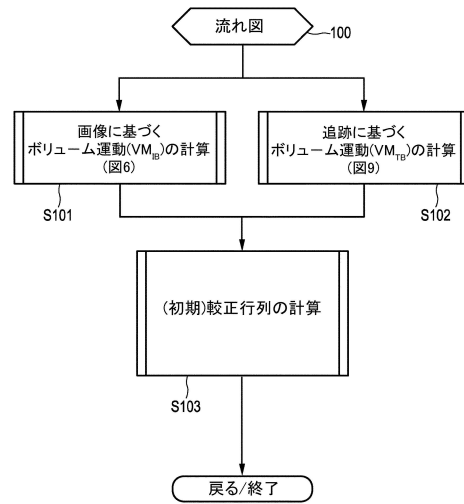 流れ図
100
画像に基づく
ボリューム運動(VM_IB)の計算
(図6)
S101
追跡に基づく
ボリューム運動(VM_TB)の計算
(図9)
S102
(初期)較正行列の計算
S103
戻る/終了